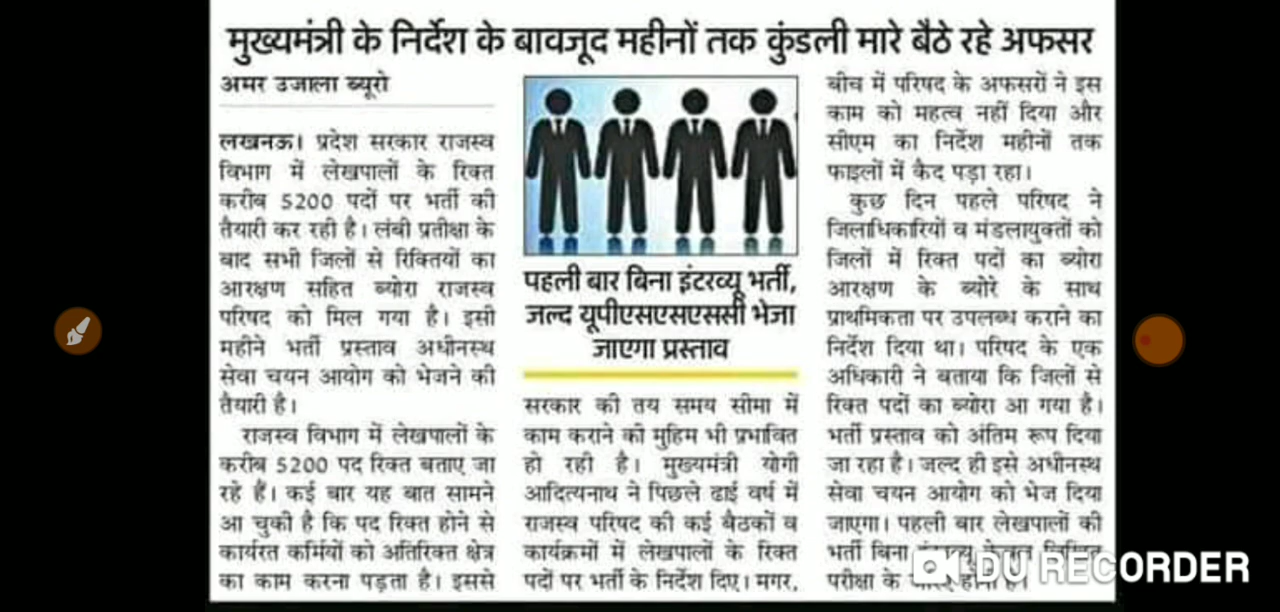 मुख्यमंत्री के निर्देश के बावजूद महीनों तक कुंडली मारे बैठे रहे अफसर
अमर उजाला ब्यूरो
लखनऊ। प्रदेश सरकार राजस्व
विभाग में लेखपालों के रिक्त
करीब 5200 पदों पर भर्ती की
तैयारी कर रही है। लंबी प्रतीक्षा के
बाद सभी जिलों से रिक्तियों का
आरक्षण सहित ब्योरा राजस्व
परिषद को मिल गया है। इसी
महीने भर्ती प्रस्ताव अधीनस्थ
सेवा चयन आयोग को भेजने की
तैयारी है।
राजस्व विभाग में लेखपालों के
करीब 5200 पद रिक्त बताए जा
रहे हैं। कई बार यह बात सामने
आ चुकी है कि पद रिक्त होने से
कार्यरत कर्मियों को अतिरिक्त क्षेत्र
का काम करना पड़ता है। इससे
पहली बार बिना इंटरव्यू भर्ती,
जल्द यूपीएसएसएससी भेजा
जाएगा प्रस्ताव
सरकार की तय समय सीमा में
काम कराने की मुहिम भी प्रभावित
हो रही है। मुख्यमंत्री योगी
आदित्यनाथ ने पिछले ढाई वर्ष में
राजस्व परिषद की कई बैठकों व
कार्यक्रमों में लेखपालों के रिक्त
पदों पर भर्ती के निर्देश दिए। मगर,
बीच में परिषद के अफसरों ने इस
काम को महत्व नहीं दिया और
सीएम का निर्देश महीनों तक
फाइलों में कैद पड़ा रहा।
कुछ दिन पहले परिषद ने
जिलाधिकारियों व मंडलायुक्तों को
जिलों में रिक्त पदों का ब्योरा
आरक्षण के ब्योरे के साथ
प्राथमिकता पर उपलब्ध कराने का
निर्देश दिया था। परिषद के एक
अधिकारी ने बताया कि जिलों से
रिक्त पदों का ब्योरा आ गया है।
भर्ती प्रस्ताव को अंतिम रूप दिया
जा रहा है। जल्द ही इसे अधीनस्थ
सेवा चयन आयोग को भेज दिया
जाएगा। पहली बार लेखपालों की
भर्ती बिना
परीक्षा के
DU RECORDER